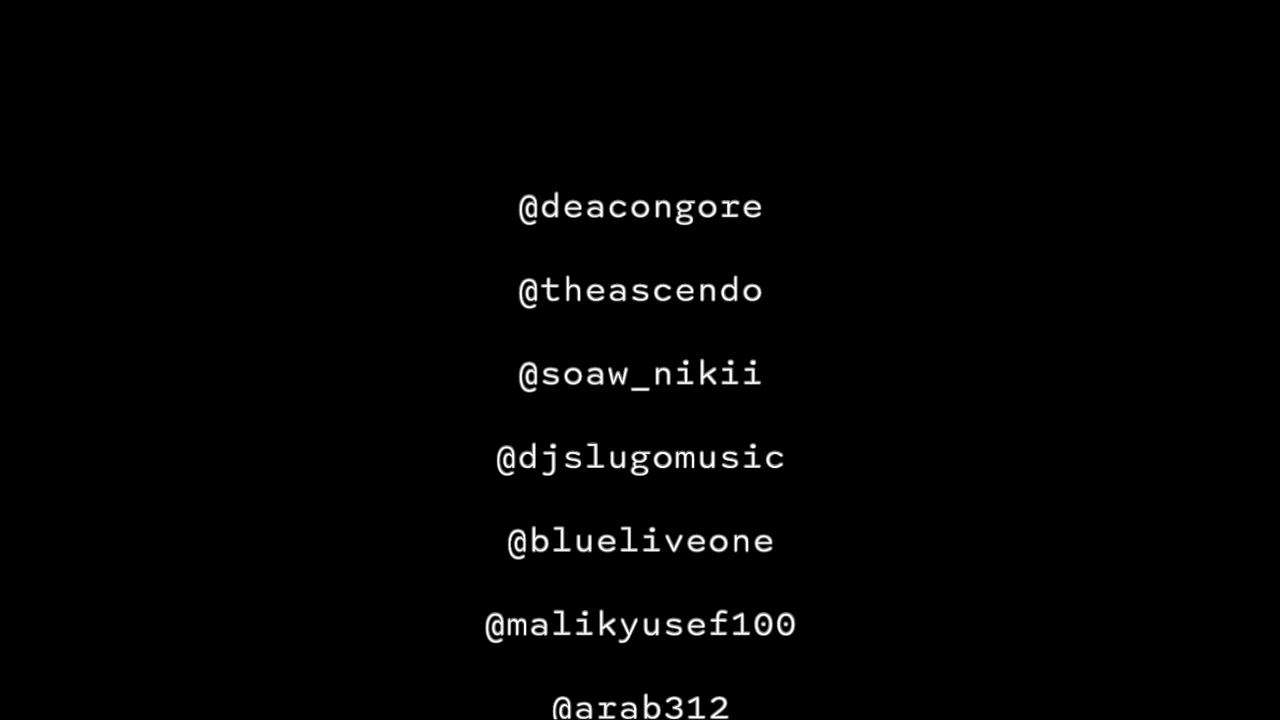 @deacongore
@theascendo
@soaw_nikii
@djslugomusic
@blueliveone
@malikyusef100
@arab312